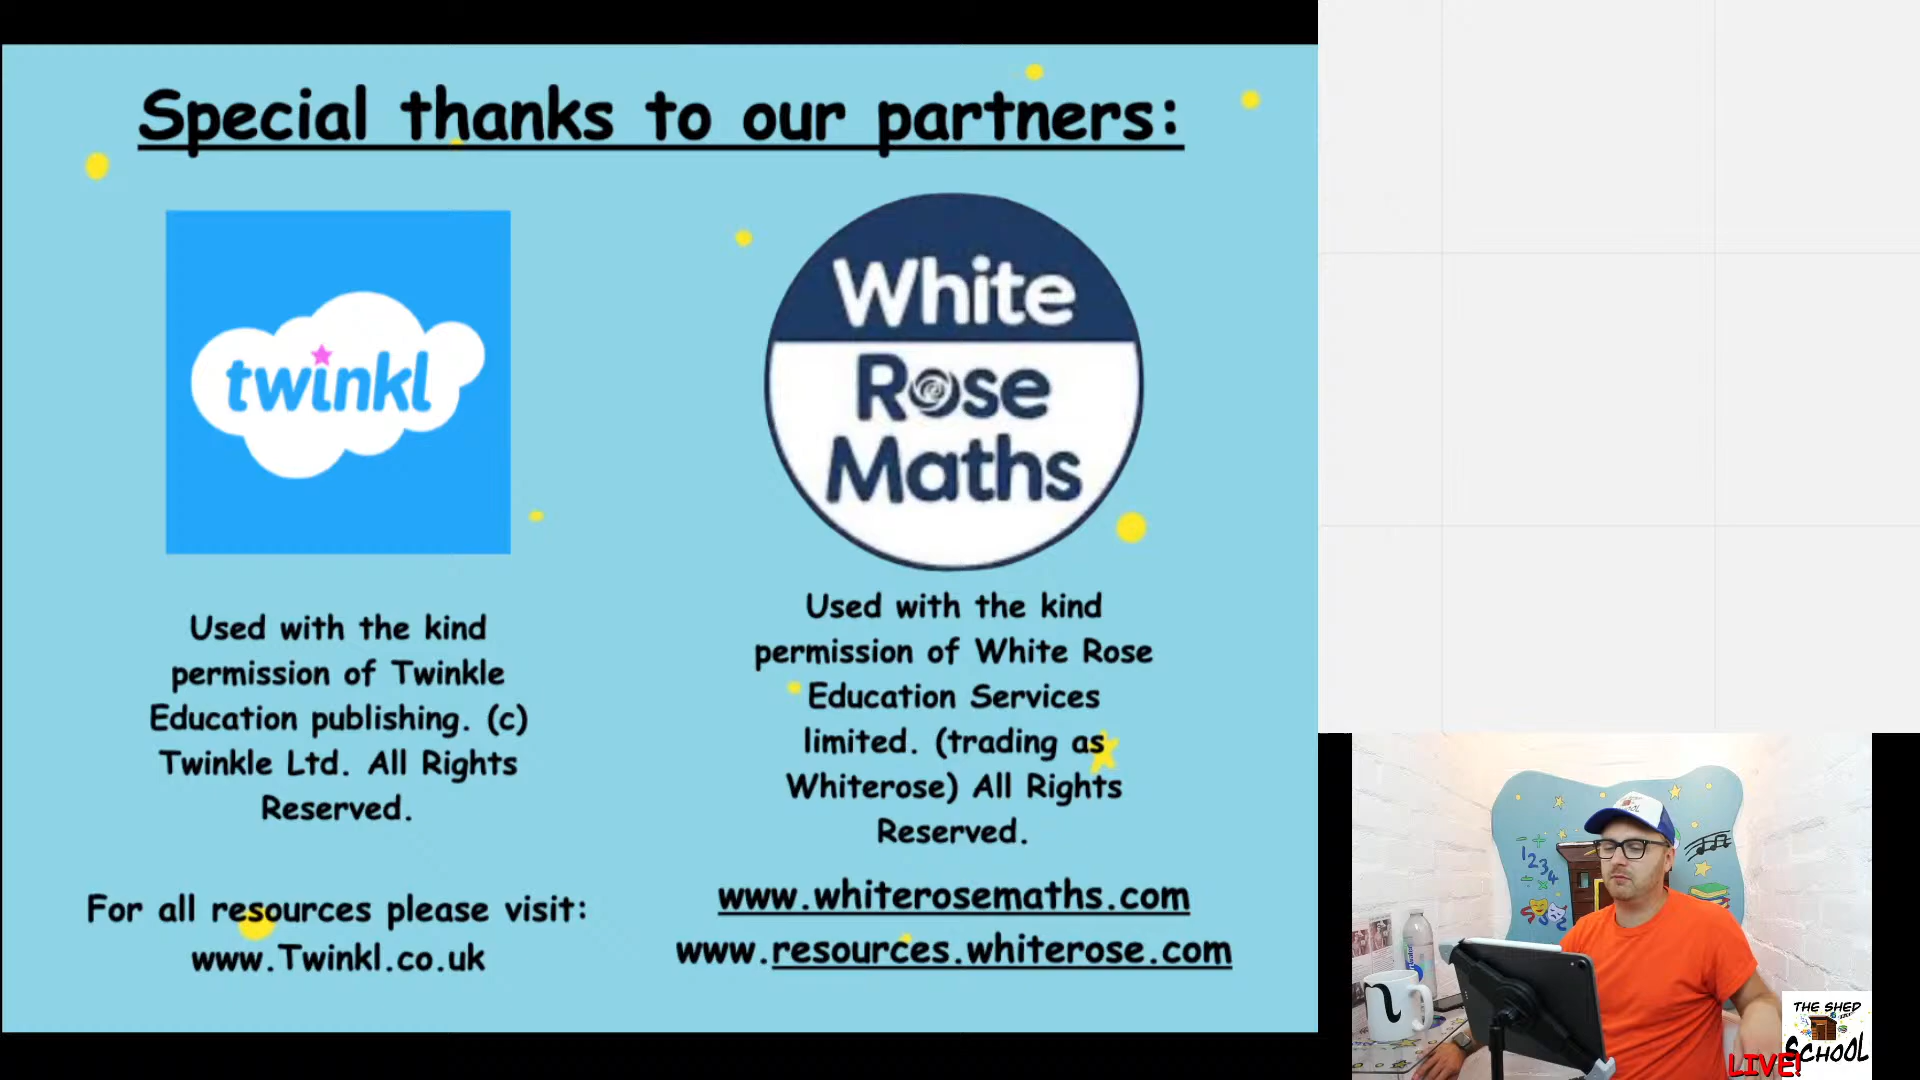 Special thanks to our partners:
twinkl
White
Rose
Maths
Used with the kind
permission of Twinkle
Education publishing. (c)
Twinkle Ltd. All Rights
Reserved.
For all resources please visit:
www.Twinkl.co.uk
Used with the kind
permission of White Rose
Education Services
limited. (trading as
Whiterose) All Rights
Reserved.
www.whiterosemaths.com
www.resources.whiterose.com
1234
THE SHED
SCHOOL
LIVE!